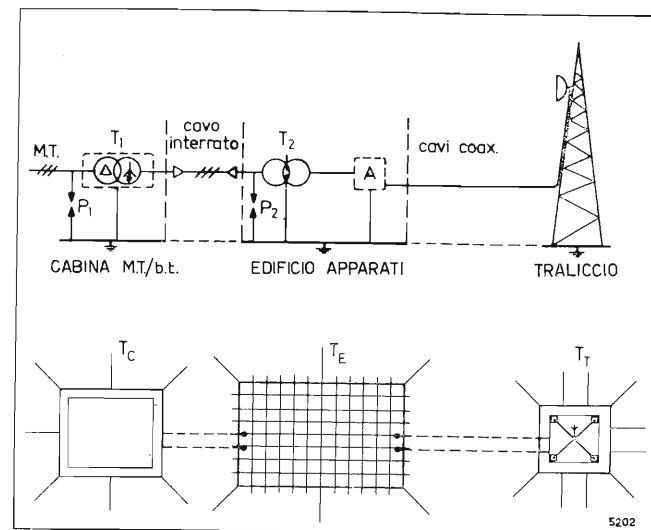 cavo
interrato
T1
T2
M.T.
A
cavi coax.
P1
P2
CABINA M.T./b.t.
EDIFICIO APPARATI
TRALICCIO
TC
TE
TT
5202